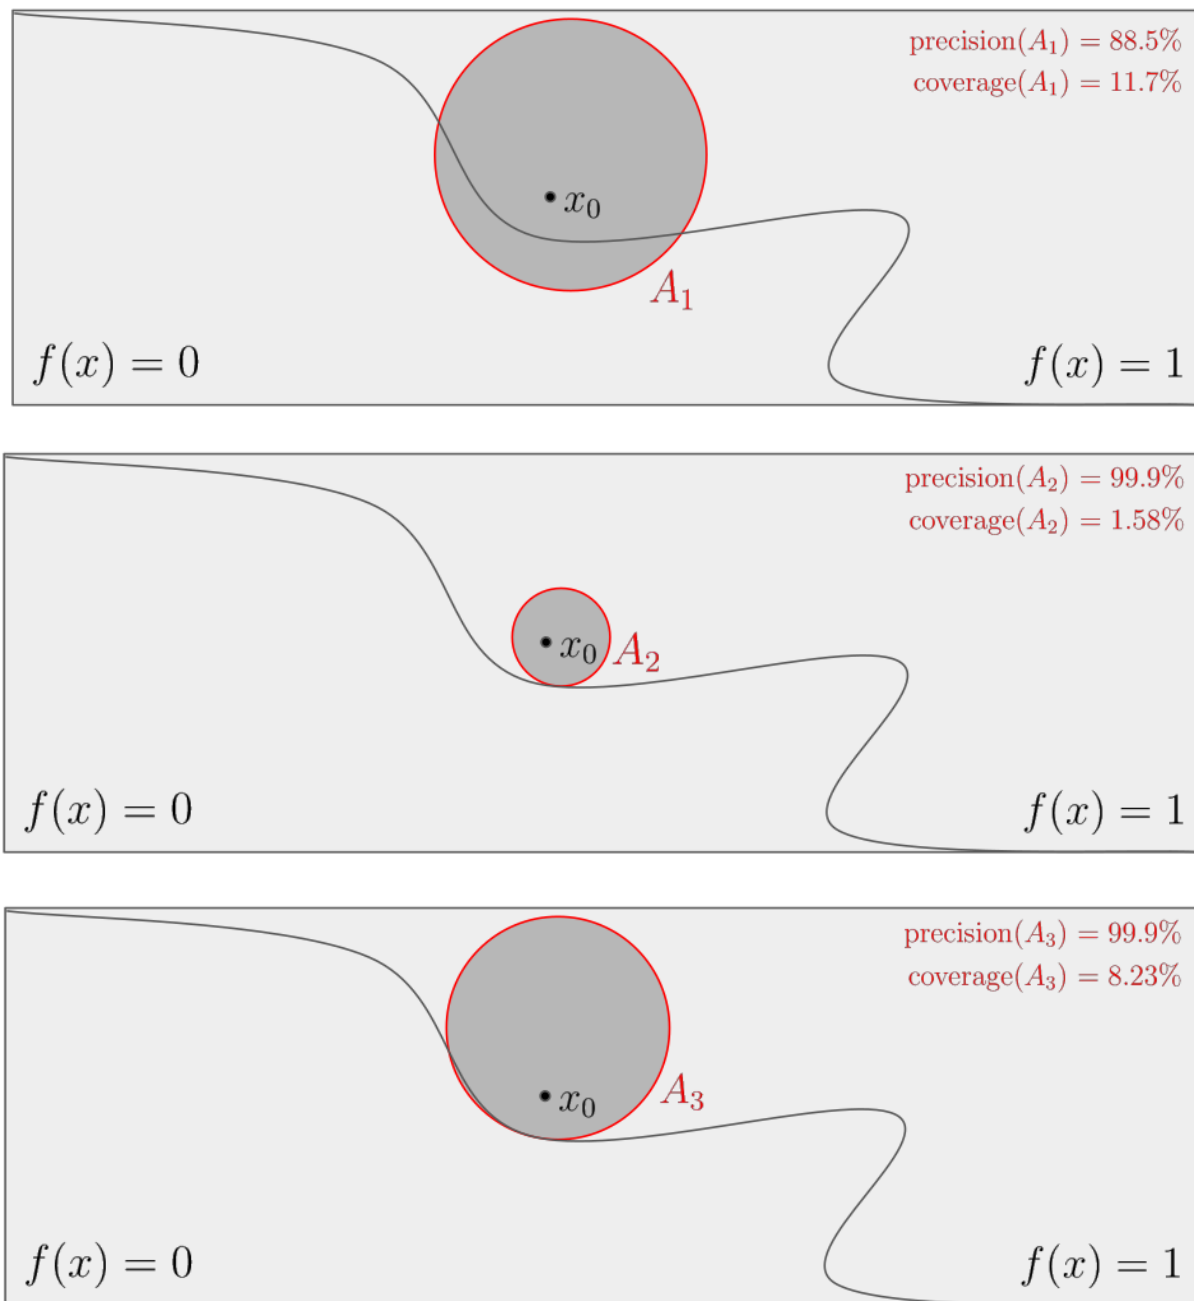 precision(A₁) = 88.5%
coverage(A₁) = 11.7%
x₀
A₁
f(x) = 0
f(x) = 1
precision(A₂) = 99.9%
coverage(A₂) = 1.58%
x₀
A₂
f(x) = 0
f(x) = 1
precision(A₃) = 99.9%
coverage(A₃) = 8.23%
x₀
A₃
f(x) = 0
f(x) = 1